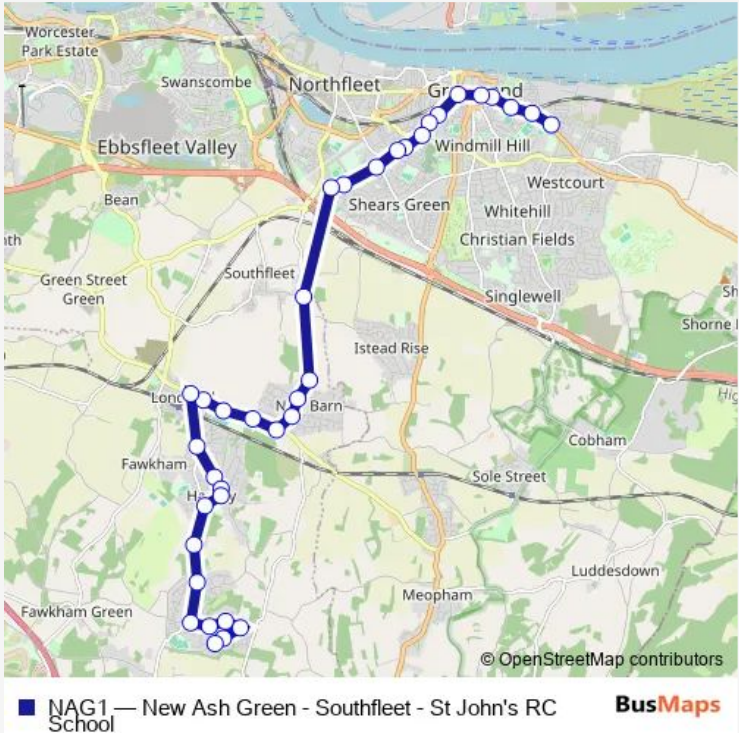 Worcester
Park Estate
Swanscombe
Northfleet
Ebbsfleet Valley
Windmill Hill
Bean
Westcourt
Shears Green
Whitehill
Christian Fields
Southfleet
Green Street
Green
Singlewell
Shorne
Istead Rise
Barn
Cobham
Fawkham
Sole Street
Luddesdown
Meopham
Fawkham Green
© OpenStreetMap contributors
NAG1 — New Ash Green - Southfleet - St John's RC
School
BusMaps